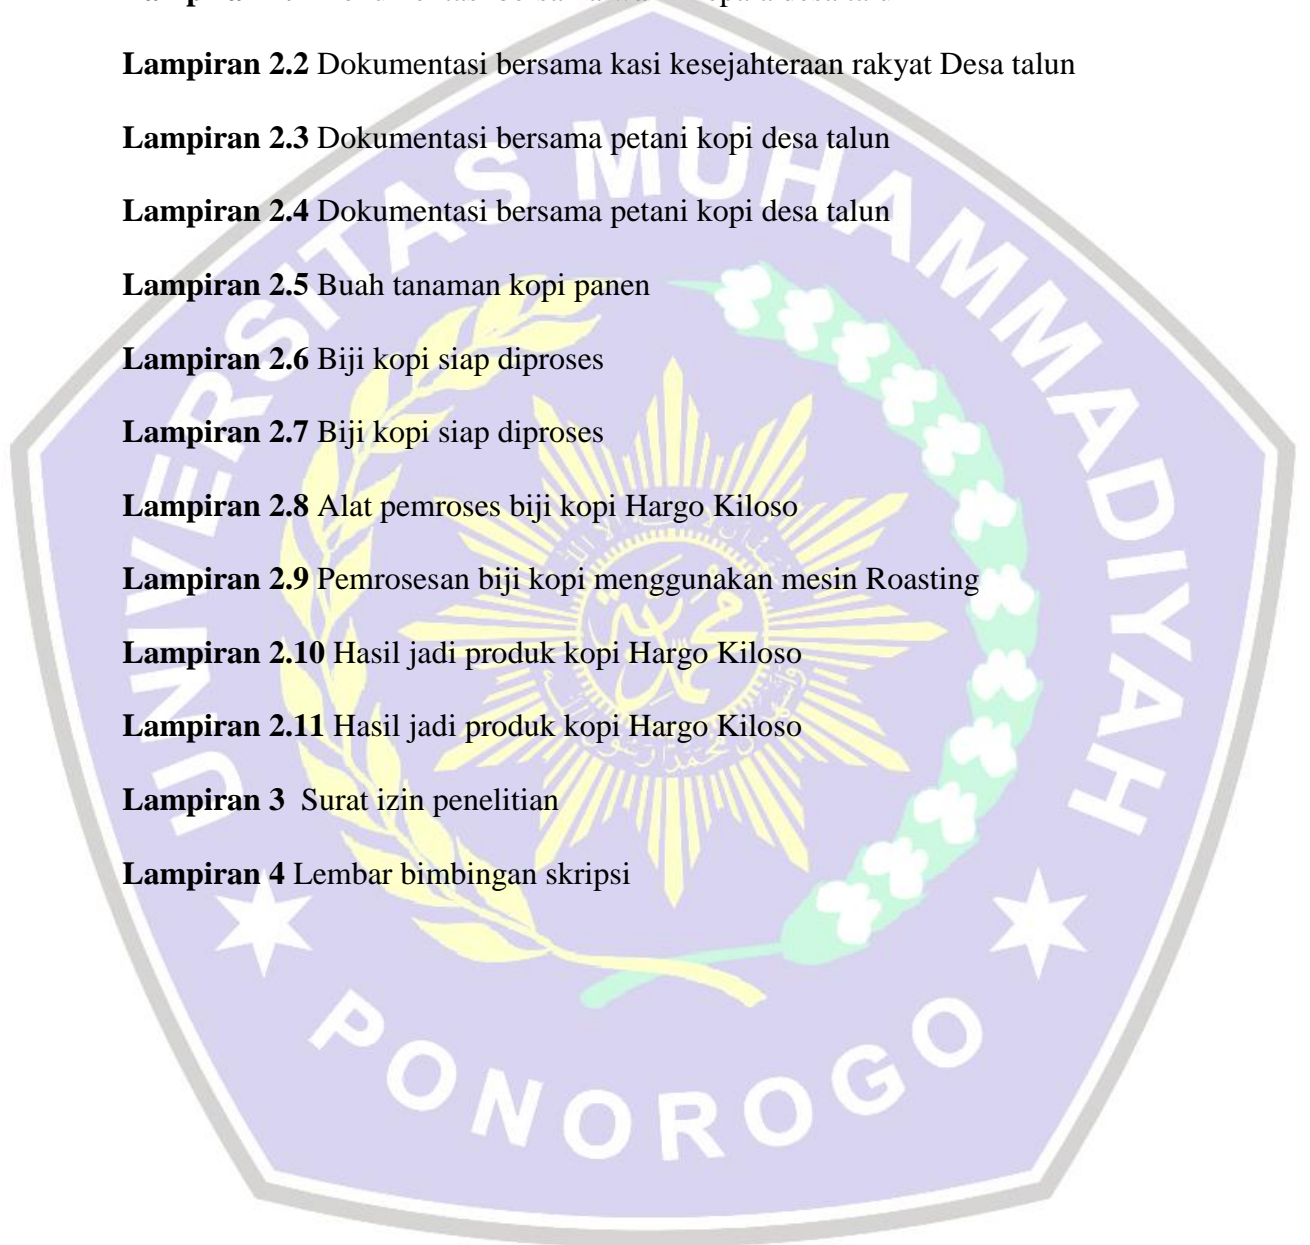 Lampiran 2.2 Dokumentasi bersama kasi kesejahteraan rakyat Desa talun
Lampiran 2.3 Dokumentasi bersama petani kopi desa talun
Lampiran 2.4 Dokumentasi bersama petani kopi desa talun
Lampiran 2.5 Buah tanaman kopi panen
Lampiran 2.6 Biji kopi siap diproses
Lampiran 2.7 Biji kopi siap diproses
Lampiran 2.8 Alat pemroses biji kopi Hargo Kiloso
Lampiran 2.9 Pemrosesan biji kopi menggunakan mesin Roasting
Lampiran 2.10 Hasil jadi produk kopi Hargo Kiloso
Lampiran 2.11 Hasil jadi produk kopi Hargo Kiloso
Lampiran 3 Surat izin penelitian
Lampiran 4 Lembar bimbingan skripsi
UNIVERSITAS MUHAMMADIYAH
PONOROGO